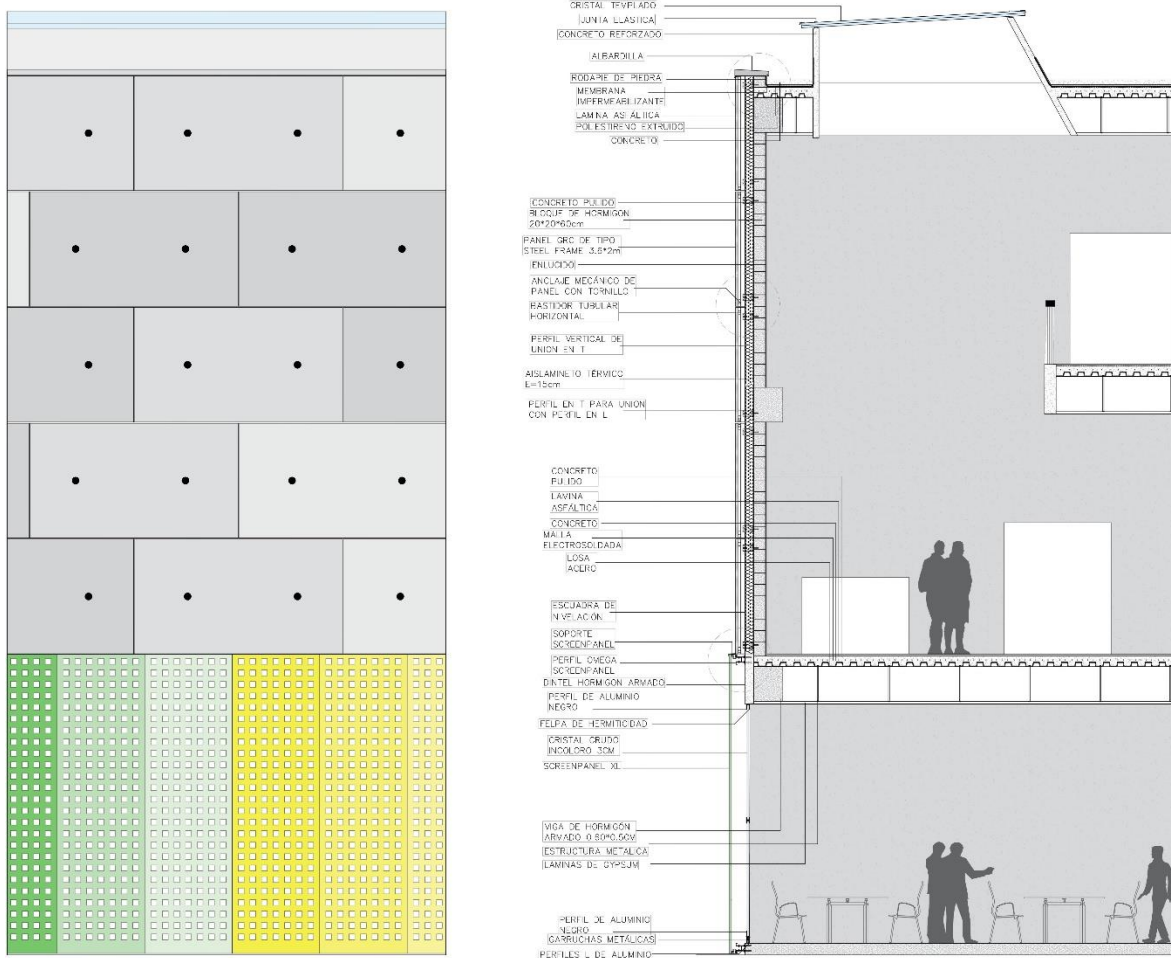 CRISTAL TEMPLADO
JUNTA ELASTICA
CONCRETO REFORZADO
ALBARDILLA
RODAPIE DE PIEDRA
MEMBRANA
IMPERMEABILIZANTE
LAMINA ASFÁLTICA
POLIESTIRENO EXTRUIDO
CONCRETO
CONCRETO PULIDO
BLOQUE DE HORMIGON
20*20*60cm
PANEL GRC DE TIPO
STEEL FRAME 3.6*2m
ENLUCIDO
ANCLAJE MECÁNICO DE
PANEL CON TORNILLO
BASTIDOR TUBULAR
HORIZONTAL
PERFIL VERTICAL DE
UNION EN T
AISLAMINETO TÉRMICO
E=15cm
PERFIL EN T PARA UNION
CON PERFIL EN L
CONCRETO
PULIDO
LAVINA
ASFÁLTICA
CONCRETO
MALLA
ELECTROSOLDADA
LOSA
ACERO
ESCUADRA DE
NIVELACIÓN
SOPORTE
SCREENPANEL
PERFIL OMEGA
SCREENPANEL
DINTEL HORMIGON ARMADO
PERFIL DE ALUMINIO
NEGRO
FELPA DE HERMITICIDAD
CRISTAL CRUDO
INCOLORO 3CM
SCREENPANEL XL
VIGA DE HORMIGÓN
ARMADO 0.60*0.50M
ESTRUCTURA METALICA
LAMINAS DE GYPSUM
PERFIL DE ALUMINIO
NEGRO
GARRUCHAS METÁLICAS
PERFILES L DE ALUMINIO